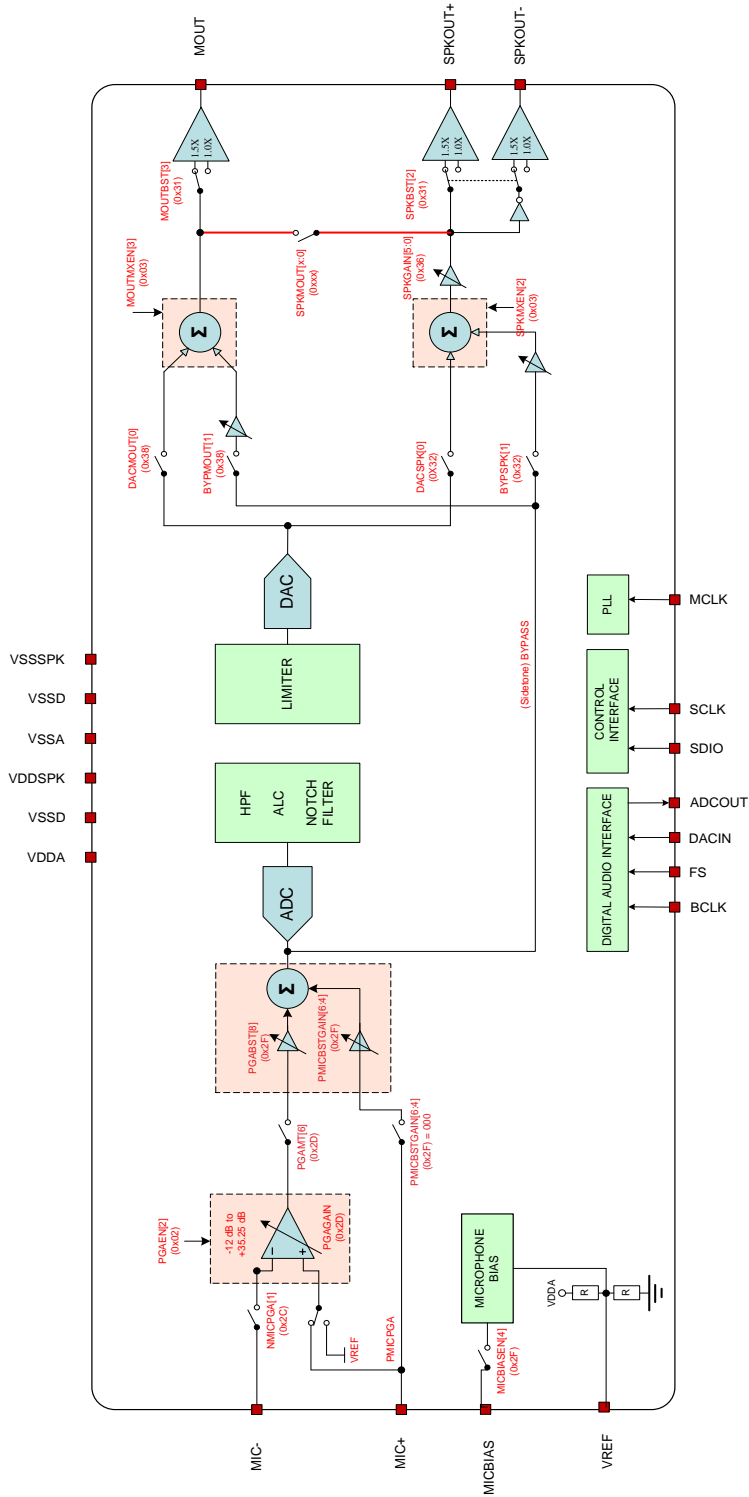 MOUT
SPKOUT+
SPKOUT-
1.5X
1.0X
1.5X
1.0X
1.5X
1.0X
MOUTBST[3]
(0x31)
SPKBST[2]
(0x31)
MOUTMXEN[3]
(0x03)
SPKMOUT[x:0]
(0xxx)
SPKGAIN[5:0]
(0x36)
SPKMXEN[2]
(0x03)
Σ
Σ
DACMOUT[0]
(0x38)
BYPMOUT[1]
(0x38)
DACSPK[0]
(0X32)
BYPSPK[1]
(0x32)
VSSSPK
VSSD
VSSA
VDDSPK
VSSD
VDDA
DAC
LIMITER
HPF
ALC
NOTCH
FILTER
ADC
(Sidetone) BYPASS
PLL
CONTROL
INTERFACE
DIGITAL AUDIO INTERFACE
MCLK
SCLK
SDIO
ADCOUT
DACIN
FS
BCLK
Σ
PGABST[8]
(0x2F)
PMICBSTGAIN[6:4]
(0x2F)
PGAMT[6]
(0x2D)
PMICBSTGAIN[6:4]
(0x2F) = 000
PGAEN[2]
(0x02)
-12 dB to
+35.25 dB
-
+
PGAGAIN
(0x2D)
NMICPGA[1]
(0x2C)
VREF
PMICPGA
MICROPHONE
BIAS
MICBIASEN[4]
(0x2F)
VDDA
R
R
MIC-
MIC+
MICBIAS
VREF